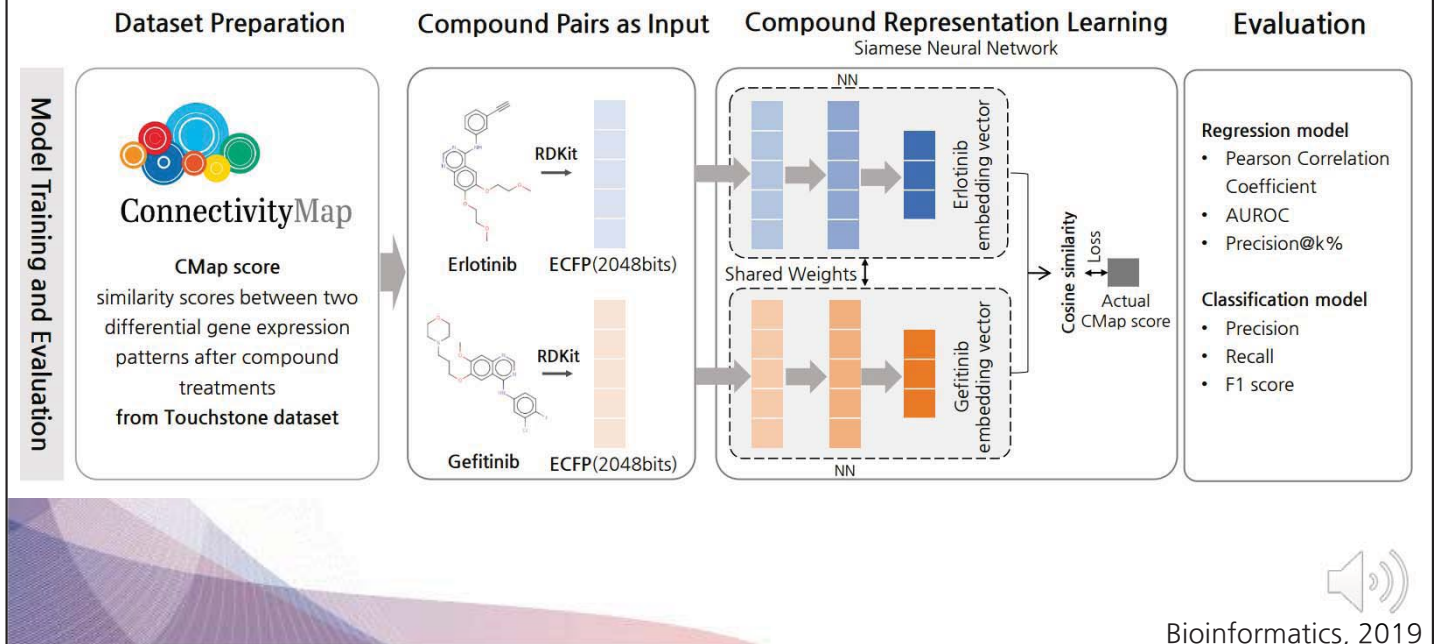 Dataset Preparation
Compound Pairs as Input
Compound Representation Learning
Siamese Neural Network
Evaluation
Model Training and Evaluation
ConnectivityMap
CMap score
similarity scores between two
differential gene expression
patterns after compound
treatments
from Touchstone dataset
RDKit
Erlotinib
ECFP(2048bits)
RDKit
Gefitinib
ECFP(2048bits)
NN
Erlotinib
embedding vector
Shared Weights
Gefitinib
embedding vector
NN
Cosine similarity
Loss
Actual
CMap score
Regression model
• Pearson Correlation
Coefficient
• AUROC
• Precision@k%
Classification model
• Precision
• Recall
• F1 score
Bioinformatics, 2019